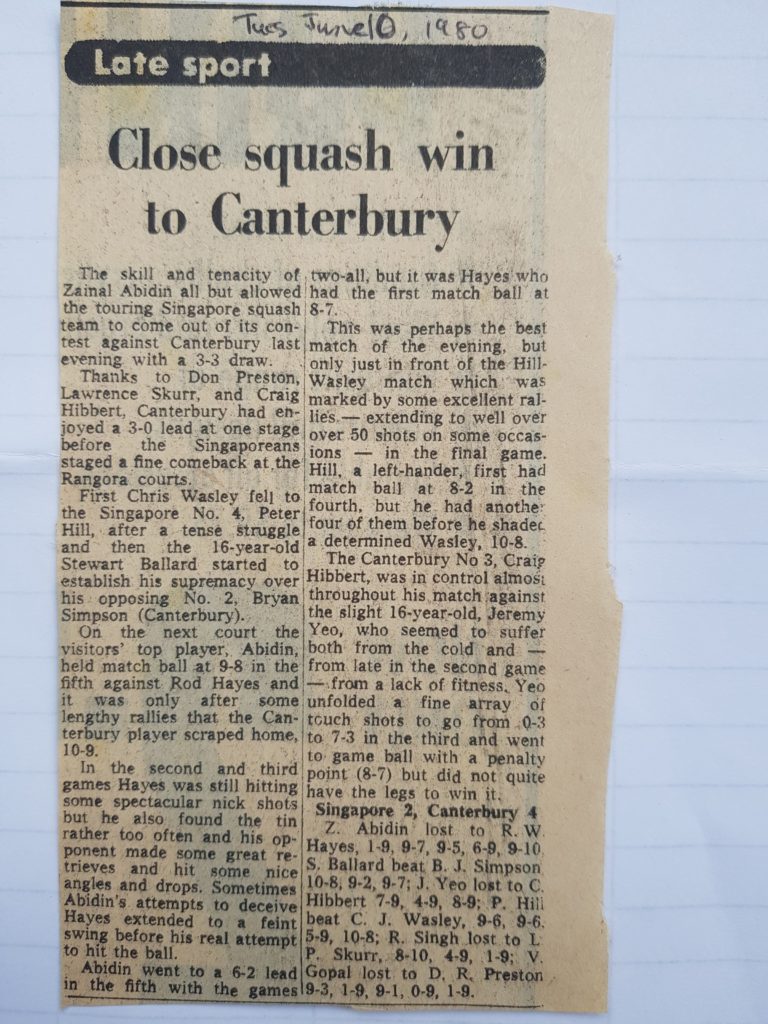 Tues June 10, 1980
Late sport
Close squash win
to Canterbury
The skill and tenacity of
Zainal Abidin all but allowed
the touring Singapore squash
team to come out of its con-
test against Canterbury last
evening with a 3-3 draw.
Thanks to Don Preston,
Lawrence Skurr, and Craig
Hibbert, Canterbury had en-
joyed a 3-0 lead at one stage
before the Singaporeans
staged a fine comeback at the
Rangora courts.
First Chris Wasley fell to
the Singapore No. 4, Peter
Hill, after a tense struggle
and then the 16-year-old
Stewart Ballard started to
establish his supremacy over
his opposing No. 2, Bryan
Simpson (Canterbury).
On the next court the
visitors' top player, Abidin,
held match ball at 9-8 in the
fifth against Rod Hayes and
it was only after some
lengthy rallies that the Can-
terbury player scraped home,
10-9.
In the second and third
games Hayes was still hitting
some spectacular nick shots
but he also found the tin
rather too often and his op-
ponent made some great re-
trieves and hit some nice
angles and drops. Sometimes
Abidin's attempts to deceive
Hayes extended to a feint
swing before his real attempt
to hit the ball.
Abidin went to a 6-2 lead
in the fifth with the games
two-all, but it was Hayes who
had the first match ball at
8-7.
This was perhaps the best
match of the evening, but
only just in front of the Hill-
Wasley match which was
marked by some excellent ral-
lies — extending to well over
over 50 shots on some occas-
ions — in the final game.
Hill, a left-hander, first had
match ball at 8-2 in the
fourth, but he had anothe
four of them before he shaded
a determined Wasley, 10-8.
The Canterbury No 3, Craig
Hibbert, was in control almost
throughout his match against
the slight 16-year-old, Jeremy
Yeo, who seemed to suffer
both from the cold and —
from late in the second game
— from a lack of fitness. Yeo
unfolded a fine array of
touch shots to go from 0-3
to 7-3 in the third and went
to game ball with a penalty
point (8-7) but did not quite
have the legs to win it.
Singapore 2, Canterbury 4
Z. Abidin lost to R. W.
Hayes, 1-9, 9-7, 9-5, 6-9, 9-10
S. Ballard beat B. J. Simpson
10-8, 9-2, 9-7; J. Yeo lost to C.
Hibbert 7-9, 4-9, 8-9; P. Hill
beat C. J. Wasley, 9-6, 9-6,
5-9, 10-8; R. Singh lost to L
P. Skurr, 8-10, 4-9, 1-9; V.
Gopal lost to D. R. Preston
9-3, 1-9, 9-1, 0-9, 1-9.